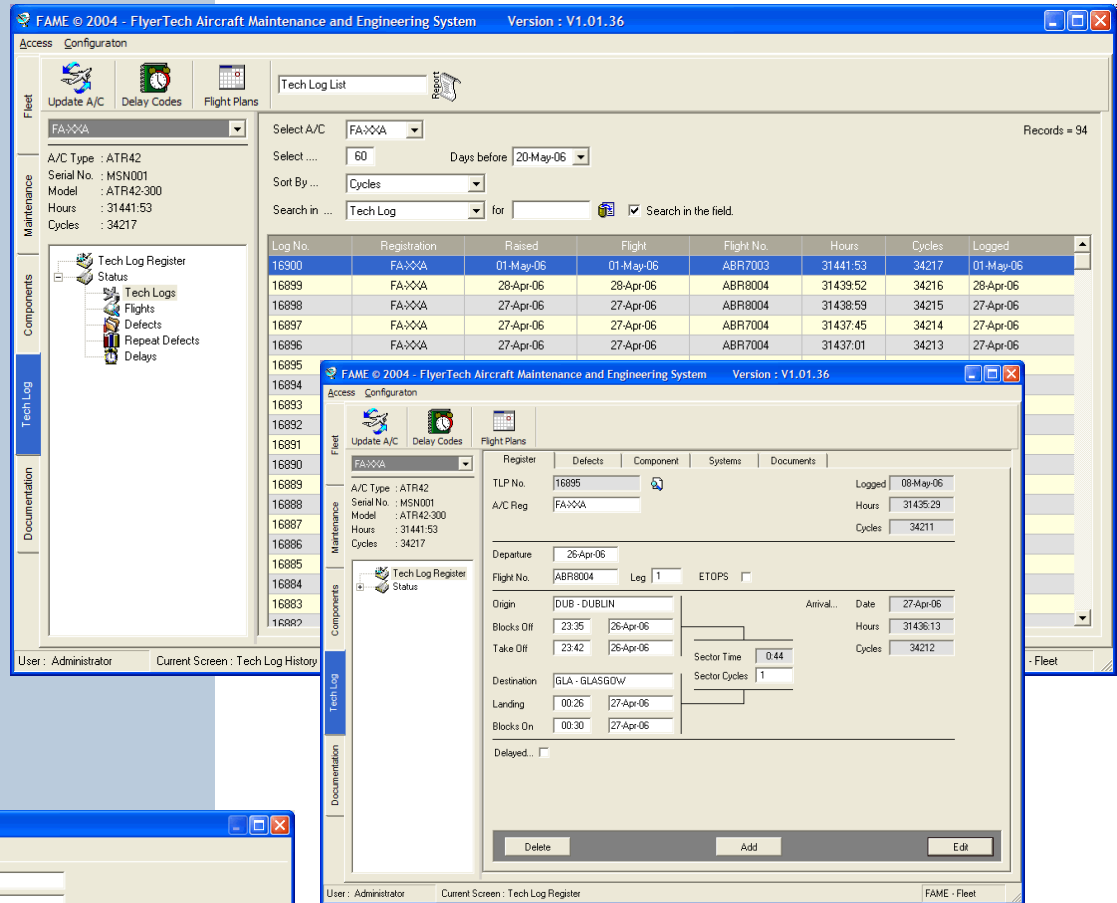 FAME © 2004 - FlyerTech Aircraft Maintenance and Engineering System Version : V1.01.36
Access Configuraton
Fleet
Maintenance
Components
Tech Log
Documentation
Update A/C Delay Codes Flight Plans
Tech Log List Report
FA-XXA
A/C Type : ATR42
Serial No. : MSN001
Model : ATR42-300
Hours : 31441:53
Cycles : 34217
Tech Log Register
Status
Tech Logs
Flights
Defects
Repeat Defects
Delays
Select A/C FA-XXA Records = 94
Select .... 60 Days before 20-May-06
Sort By ... Cycles
Search in ... Tech Log for Search in the field.
Log No. Registration Raised Flight Flight No. Hours Cycles Logged
16900 FA-XXA 01-May-06 01-May-06 ABR7003 31441:53 34217 01-May-06
16899 FA-XXA 28-Apr-06 28-Apr-06 ABR8004 31439:52 34216 28-Apr-06
16898 FA-XXA 27-Apr-06 27-Apr-06 ABR8004 31438:59 34215 27-Apr-06
16897 FA-XXA 27-Apr-06 27-Apr-06 ABR7004 31437:45 34214 27-Apr-06
16896 FA-XXA 27-Apr-06 27-Apr-06 ABR7004 31437:01 34213 27-Apr-06
16895
16894
16893
16892
16891
16890
16889
16888
16887
16886
16885
16884
16883
16882
User : Administrator Current Screen : Tech Log History - Fleet
FAME © 2004 - FlyerTech Aircraft Maintenance and Engineering System Version : V1.01.36
Access Configuraton
Fleet
Maintenance
Components
Tech Log
Documentation
Update A/C Delay Codes Flight Plans
FA-XXA
A/C Type : ATR42
Serial No. : MSN001
Model : ATR42-300
Hours : 31441:53
Cycles : 34217
Tech Log Register
Status
Register Defects Component Systems Documents
TLP No. 16895 Logged 08-May-06
A/C Reg FA-XXA Hours 31435:29
Cycles 34211
Departure 26-Apr-06
Flight No. ABR8004 Leg 1 ETOPS
Origin DUB - DUBLIN Arrival... Date 27-Apr-06
Blocks Off 23:35 26-Apr-06 Hours 31436:13
Take Off 23:42 26-Apr-06 Cycles 34212
Sector Time 0:44
Destination GLA - GLASGOW Sector Cycles 1
Landing 00:26 27-Apr-06
Blocks On 00:30 27-Apr-06
Delayed...
Delete Add Edit
User : Administrator Current Screen : Tech Log Register FAME - Fleet